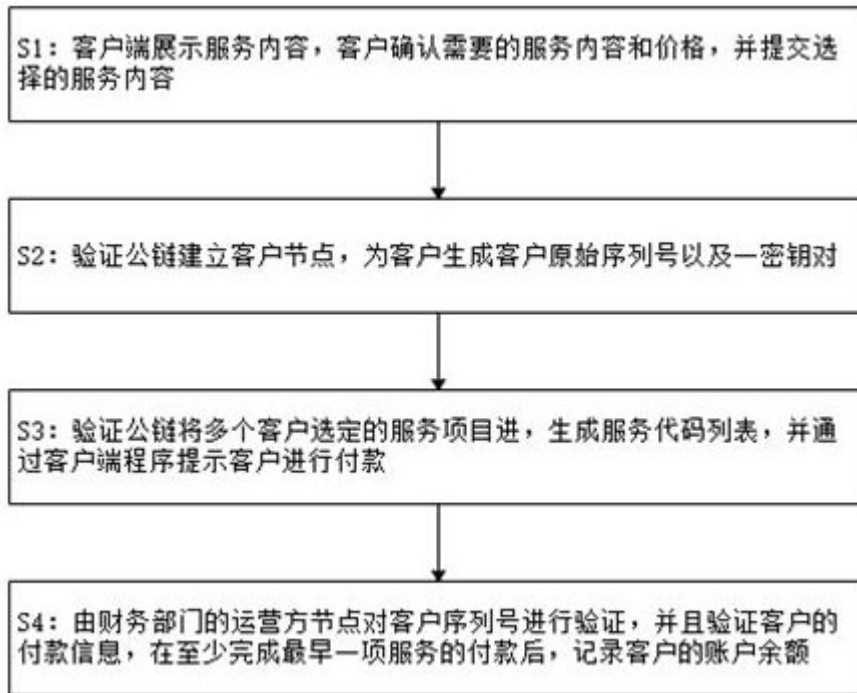 S1：客户端展示服务内容，客户确认需要的服务内容和价格，并提交选
择的服务内容
S2：验证公链建立客户节点，为客户生成客户原始序列号以及一密钥对
S3：验证公链将多个客户选定的服务项目进，生成服务代码列表，并通
过客户端程序提示客户进行付款
S4：由财务部门的运营方节点对客户序列号进行验证，并且验证客户的
付款信息，在至少完成最早一项服务的付款后，记录客户的账户余额